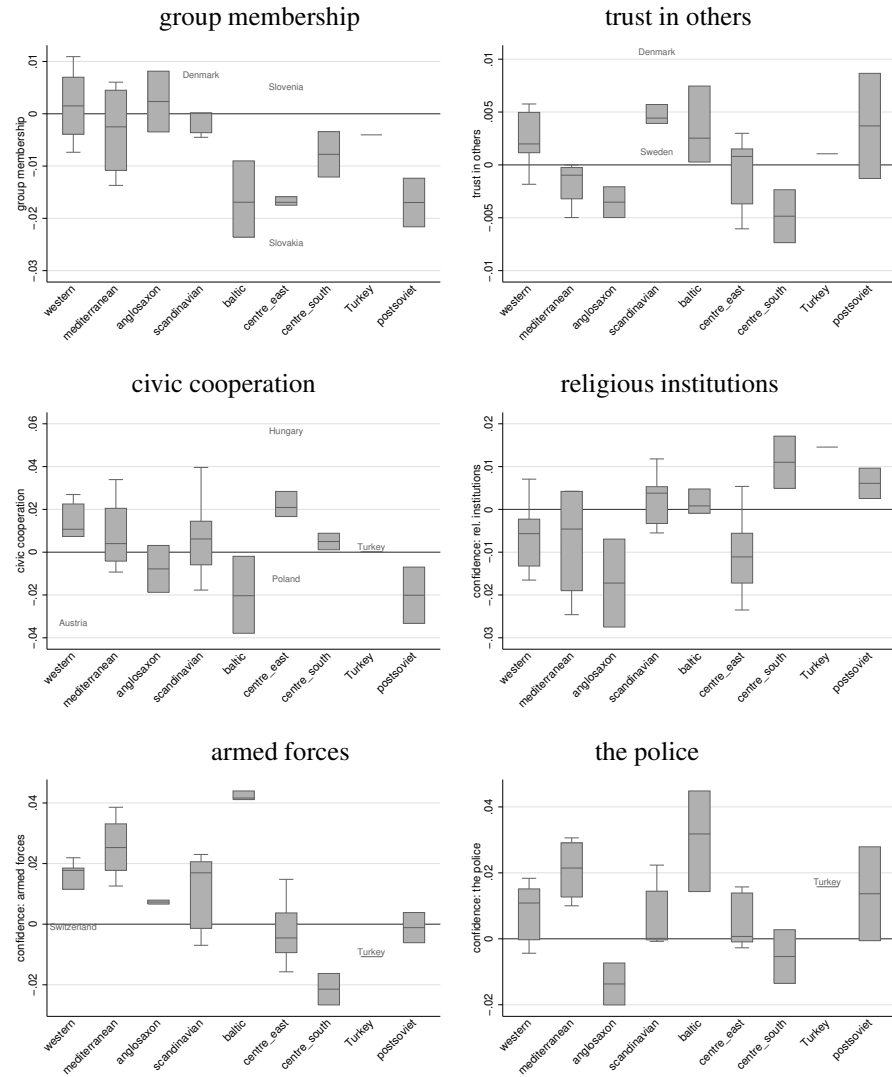 group membership
trust in others
group membership
.01
0
-.01
-.02
-.03
Denmark
Slovenia
Slovakia
western
mediterranean
anglosaxon
scandinavian
baltic
centre_east
centre_south
Turkey
postsoviet
trust in others
.01
.005
0
-.005
-.01
Denmark
Sweden
western
mediterranean
anglosaxon
scandinavian
baltic
centre_east
centre_south
Turkey
postsoviet
civic cooperation
religious institutions
civic cooperation
.06
.04
.02
0
-.02
-.04
Hungary
Turkey
Poland
Austria
western
mediterranean
anglosaxon
scandinavian
baltic
centre_east
centre_south
Turkey
postsoviet
confidence: rel. institutions
.02
.01
0
-.01
-.02
-.03
western
mediterranean
anglosaxon
scandinavian
baltic
centre_east
centre_south
Turkey
postsoviet
armed forces
the police
confidence: armed forces
.04
.02
0
-.02
Switzerland
Turkey
western
mediterranean
anglosaxon
scandinavian
baltic
centre_east
centre_south
Turkey
postsoviet
confidence: the police
.04
.02
0
-.02
Turkey
western
mediterranean
anglosaxon
scandinavian
baltic
centre_east
centre_south
Turkey
postsoviet